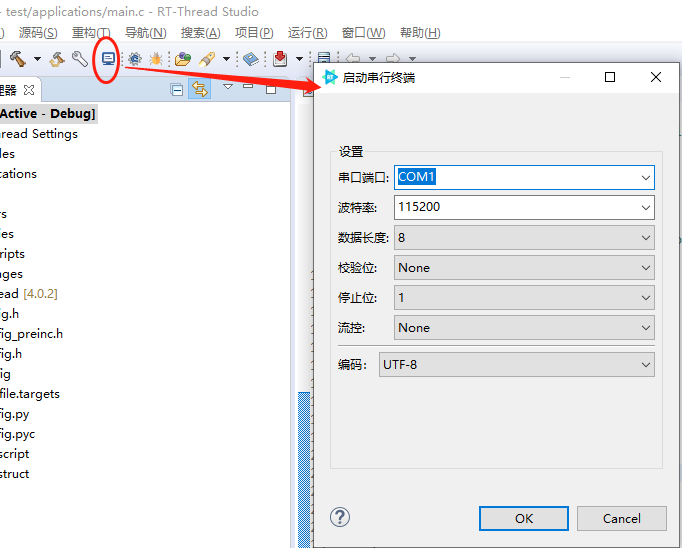 - test/applications/main.c - RT-Thread Studio
源码(S) 重构(T) 导航(N) 搜索(A) 项目(P) 运行(R) 窗口(W) 帮助(H)
理器
Active - Debug]
read Settings
des
cations
rs
des
ripts
ages
ead [4.0.2]
ig.h
fig_preinc.h
fig.h
fig
file.targets
fig.py
fig.pyc
script
struct
启动串行终端
设置
串口端口: COM1
波特率: 115200
数据长度: 8
校验位: None
停止位: 1
流控: None
编码: UTF-8
OK Cancel